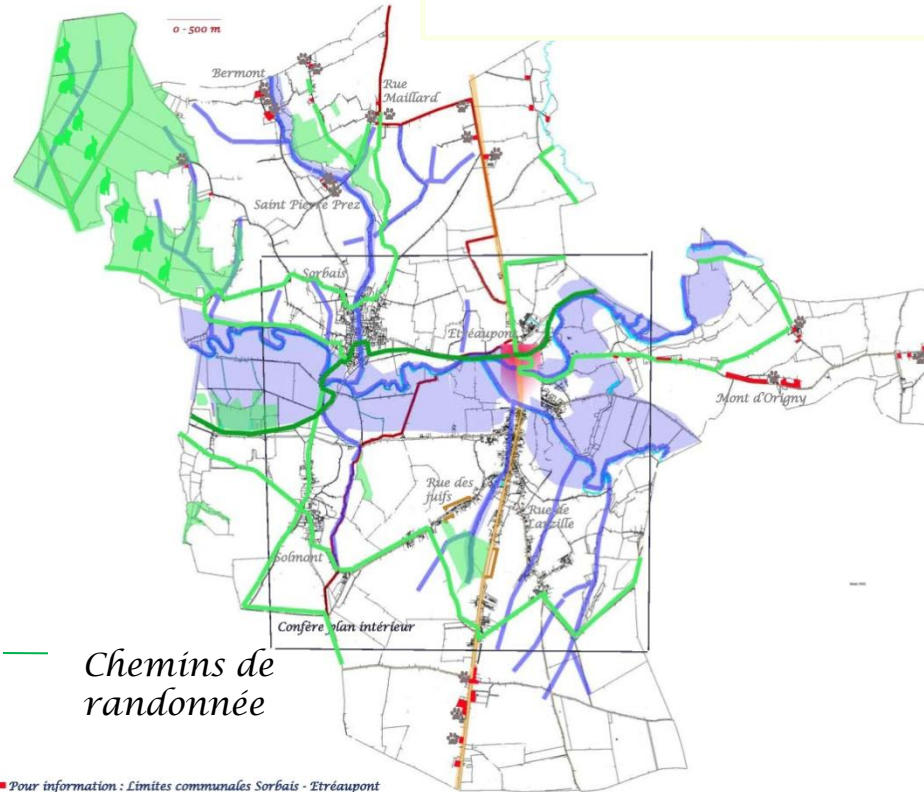 0 - 500 m
Bermont
Rue
Maillard
Saint Pierre Prez
Sorbais
Etréaupont
Mont d'Origny
Rue des
juifs
Rue de
Solmont
Confère plan intérieur
Chemins de
randonnée
Pour information : Limites communales Sorbais - Etréaupont